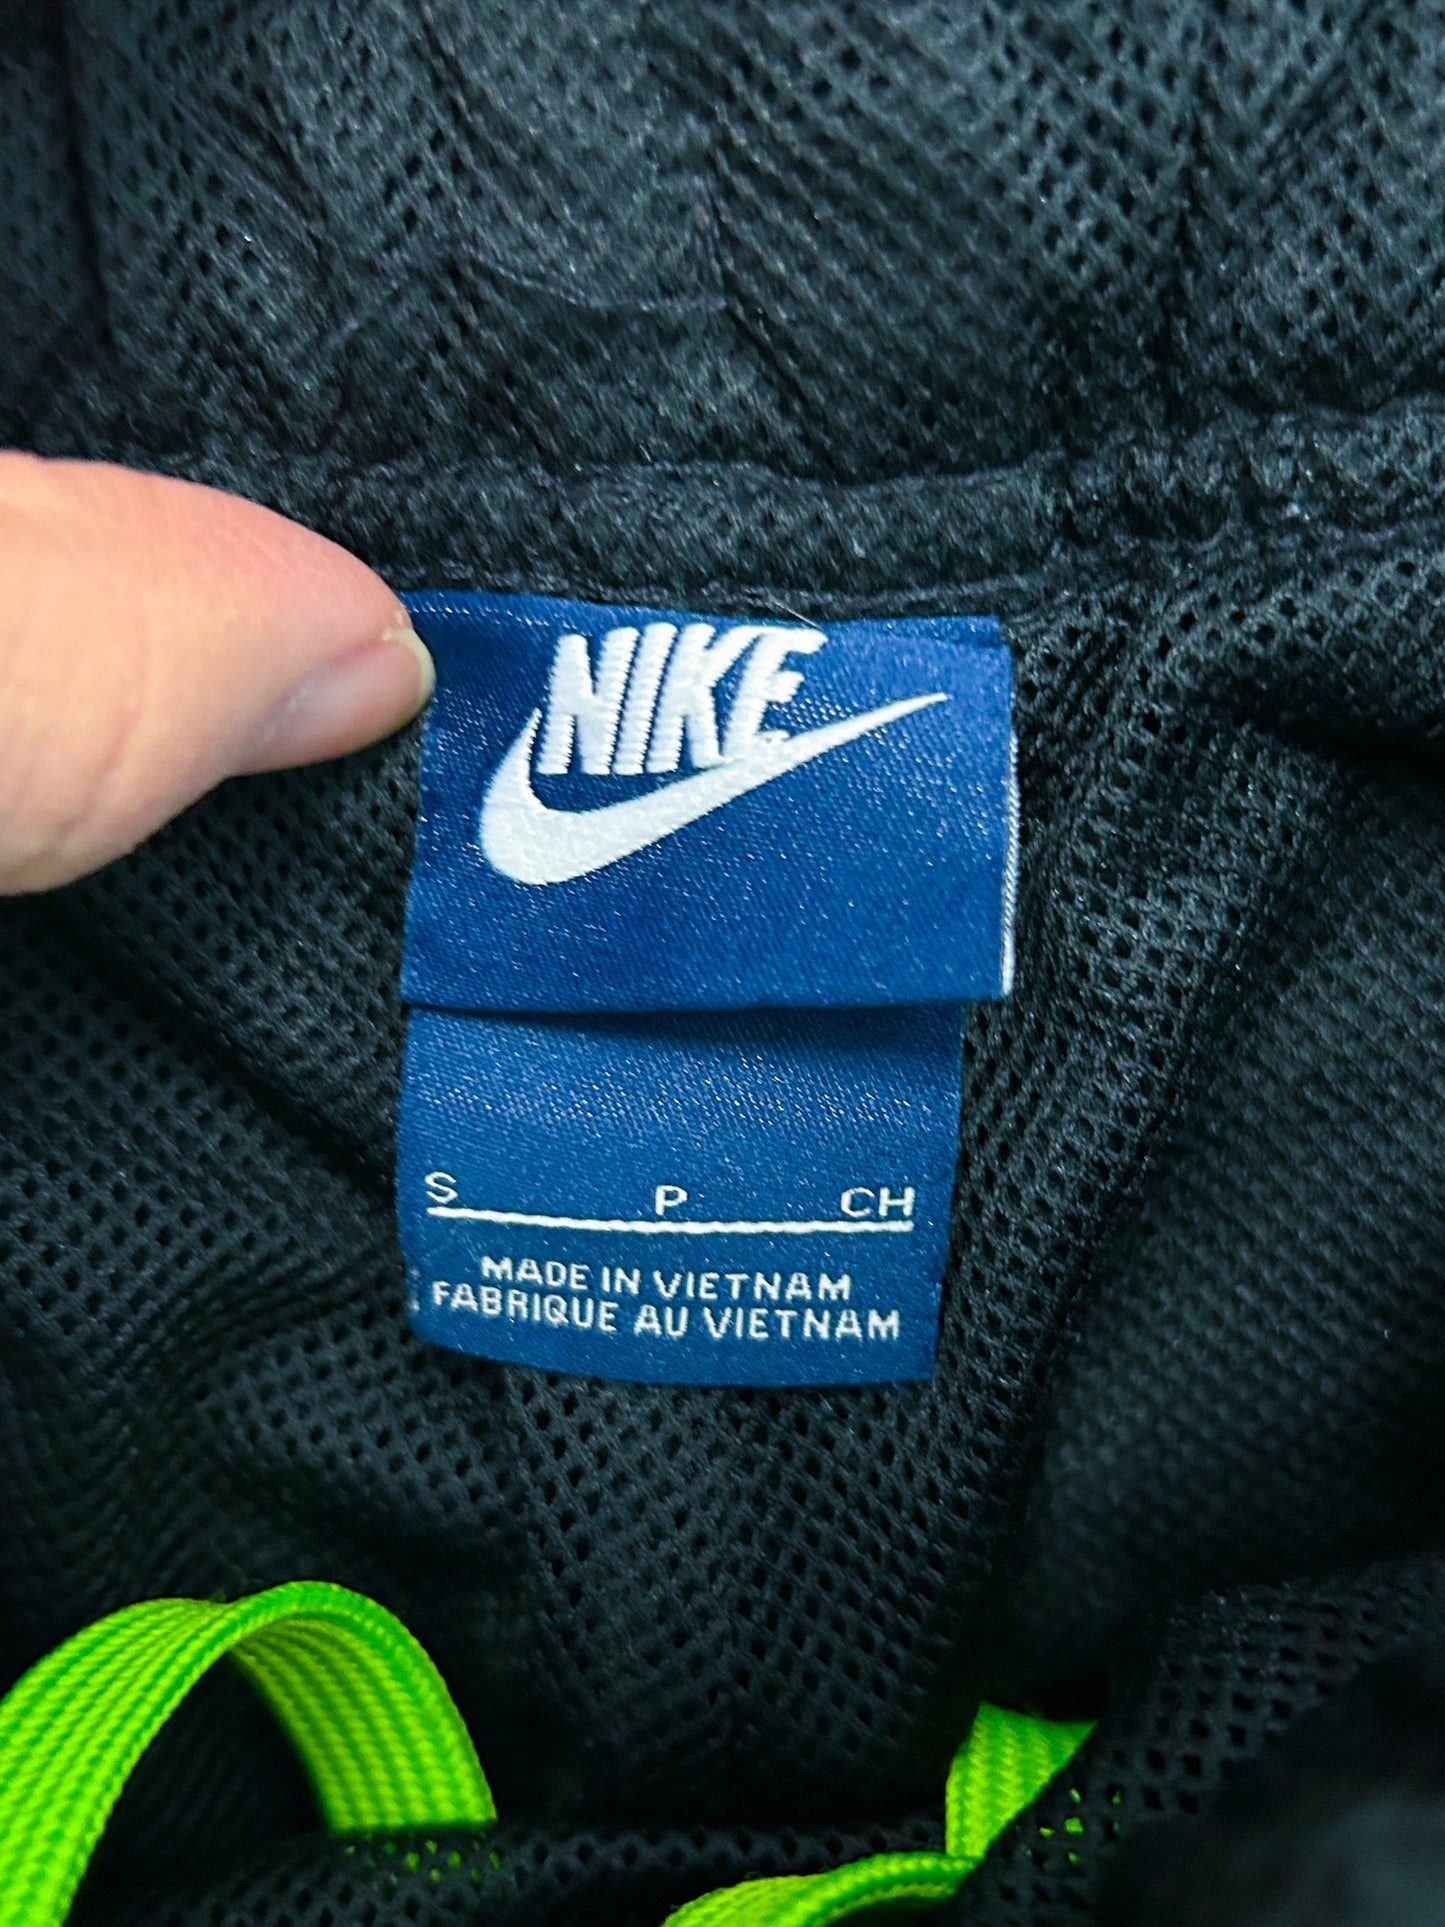 NIKE
S P CH
MADE IN VIETNAM
FABRIQUE AU VIETNAM